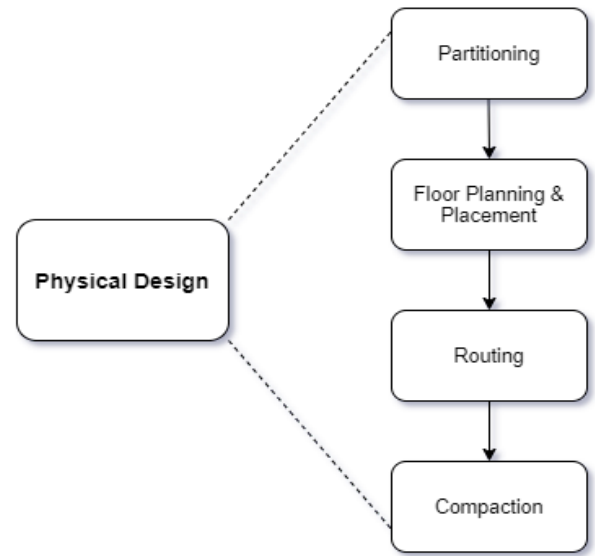 Partitioning
Floor Planning &
Placement
Physical Design
Routing
Compaction